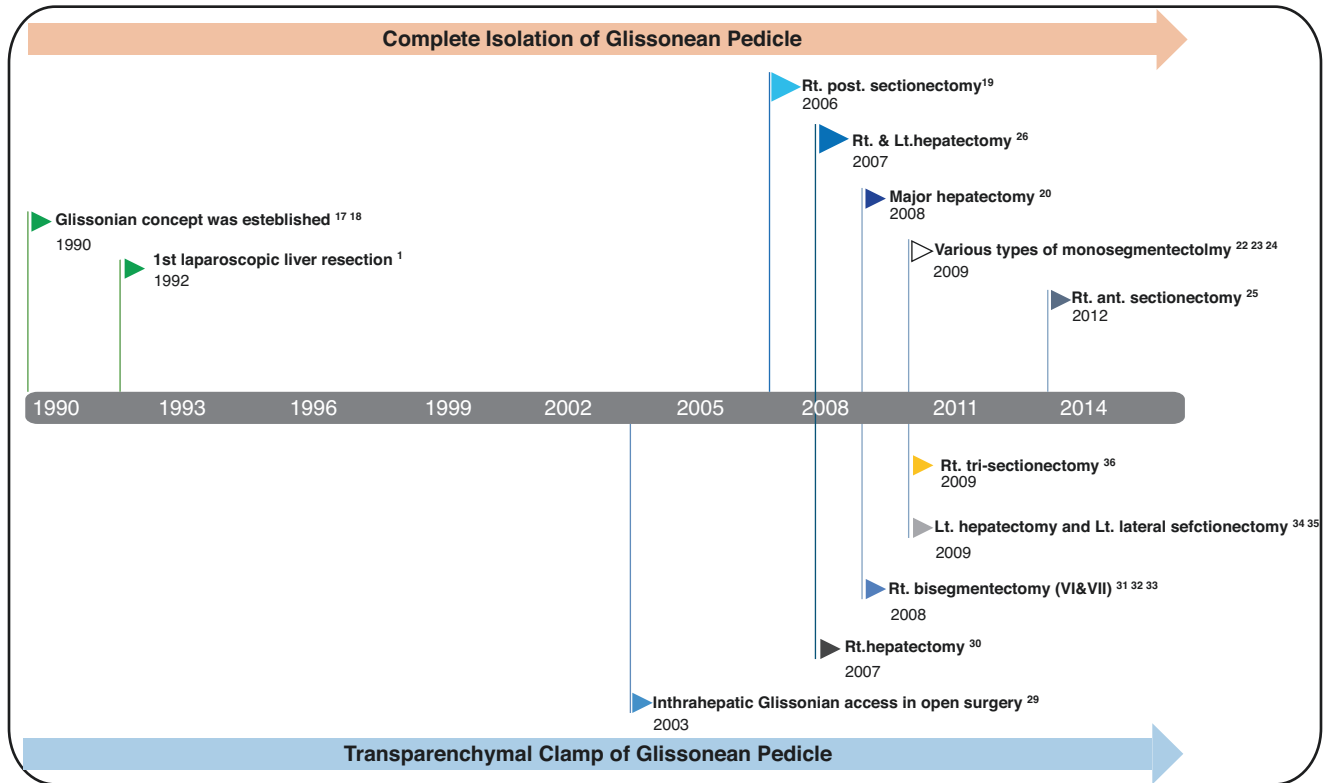 Complete Isolation of Glissonean Pedicle
Rt. post. sectionectomy19
2006
Rt. & Lt.hepatectomy 26
2007
Major hepatectomy 20
2008
Glissonian concept was esteblished 17 18
1990
1st laparoscopic liver resection 1
1992
Various types of monosegmentectolmy 22 23 24
2009
Rt. ant. sectionectomy 25
2012
1990 1993 1996 1999 2002 2005 2008 2011 2014
Rt. tri-sectionectomy 36
2009
Lt. hepatectomy and Lt. lateral sefctionectomy 34 35
2009
Rt. bisegmentectomy (VI&VII) 31 32 33
2008
Rt.hepatectomy 30
2007
Inthrahepatic Glissonian access in open surgery 29
2003
Transparenchymal Clamp of Glissonean Pedicle